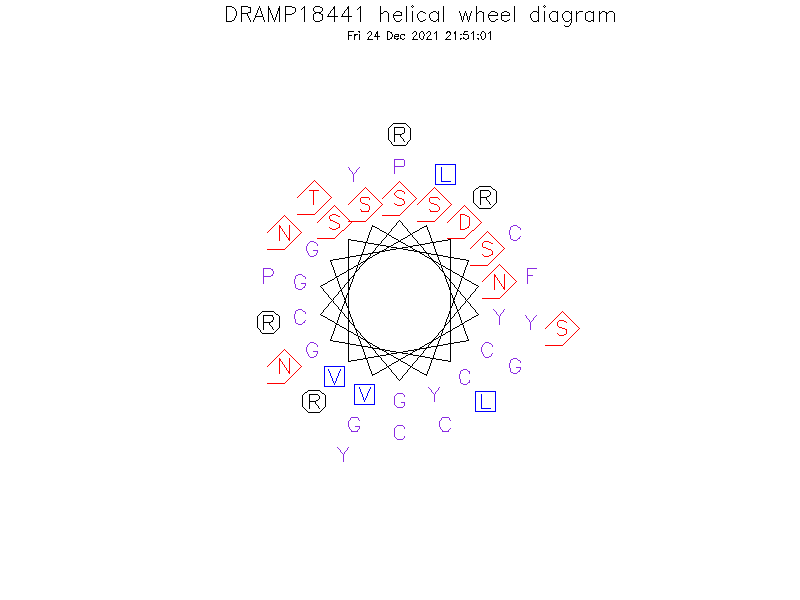 DRAMP18441 helical wheel diagram
Fri 24 Dec 2021 21:51:01
R
Y P L
T S S S R
N S D C
G S
P G N F
R C Y Y S
G C
N V C G
R V G Y L
G C C
Y